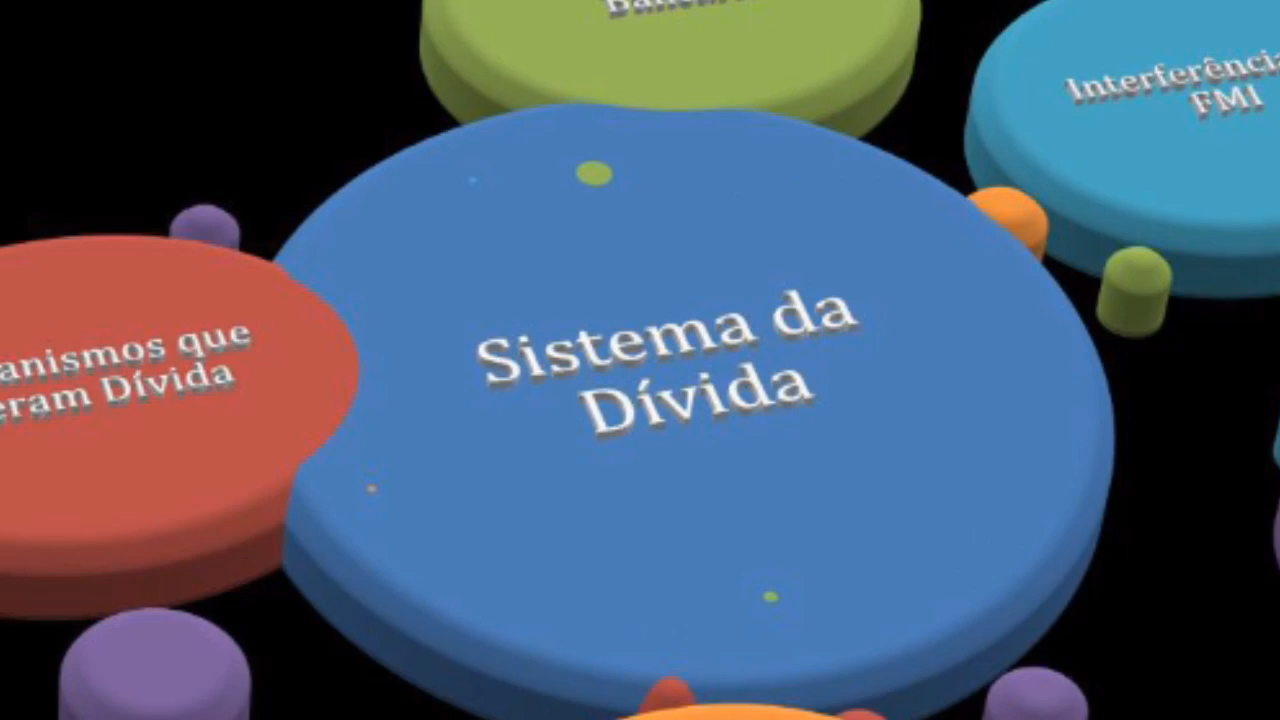 Interferência
FMI
anismos que
eram Dívida
Sistema da
Dívida